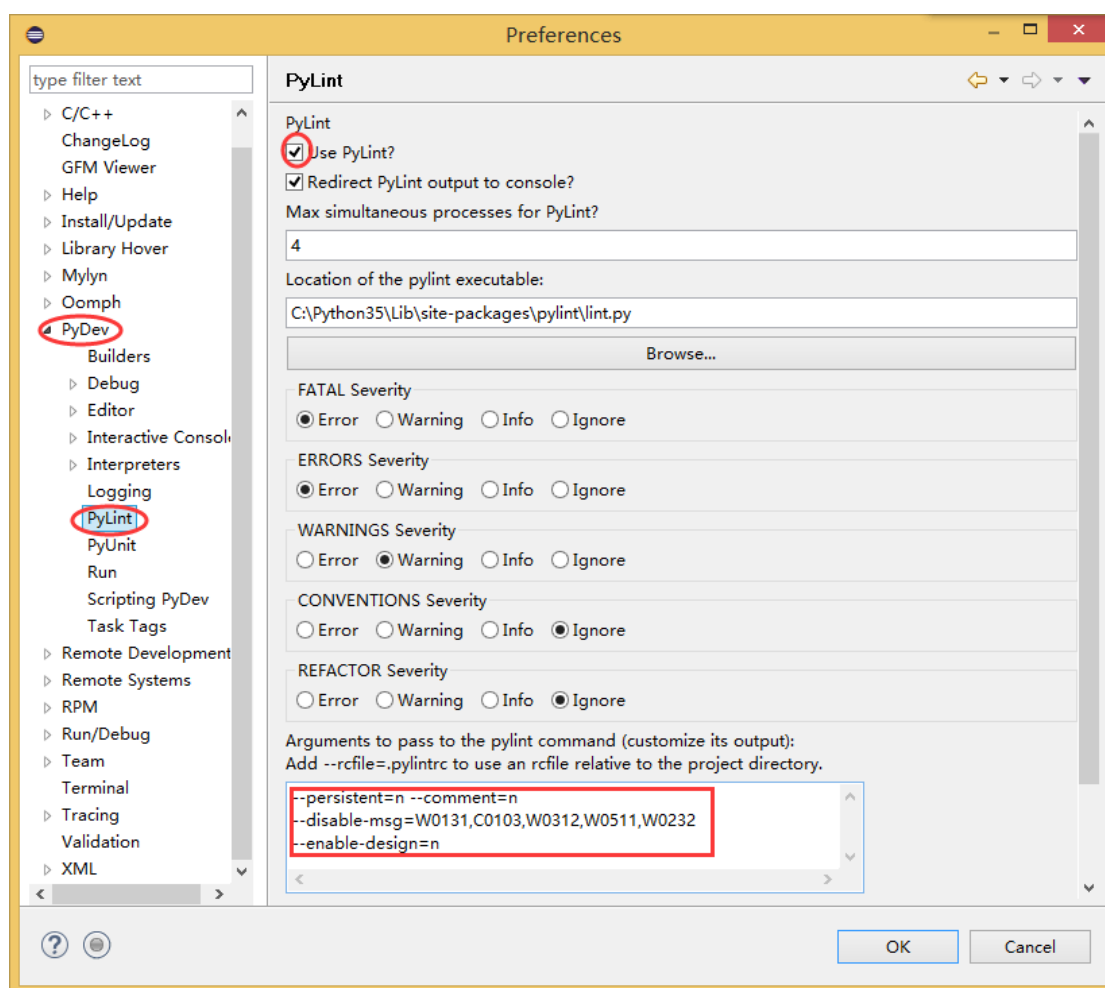 Preferences
type filter text
C/C++
ChangeLog
GFM Viewer
Help
Install/Update
Library Hover
Mylyn
Oomph
PyDev
Builders
Debug
Editor
Interactive Consol
Interpreters
Logging
PyLint
PyUnit
Run
Scripting PyDev
Task Tags
Remote Development
Remote Systems
RPM
Run/Debug
Team
Terminal
Tracing
Validation
XML
PyLint
PyLint
Use PyLint?
Redirect PyLint output to console?
Max simultaneous processes for PyLint?
4
Location of the pylint executable:
C:\Python35\Lib\site-packages\pylint\lint.py
Browse...
FATAL Severity
Error Warning Info Ignore
ERRORS Severity
Error Warning Info Ignore
WARNINGS Severity
Error Warning Info Ignore
CONVENTIONS Severity
Error Warning Info Ignore
REFACTOR Severity
Error Warning Info Ignore
Arguments to pass to the pylint command (customize its output):
Add --rcfile=.pylintrc to use an rcfile relative to the project directory.
--persistent=n --comment=n
--disable-msg=W0131,C0103,W0312,W0511,W0232
--enable-design=n
OK Cancel